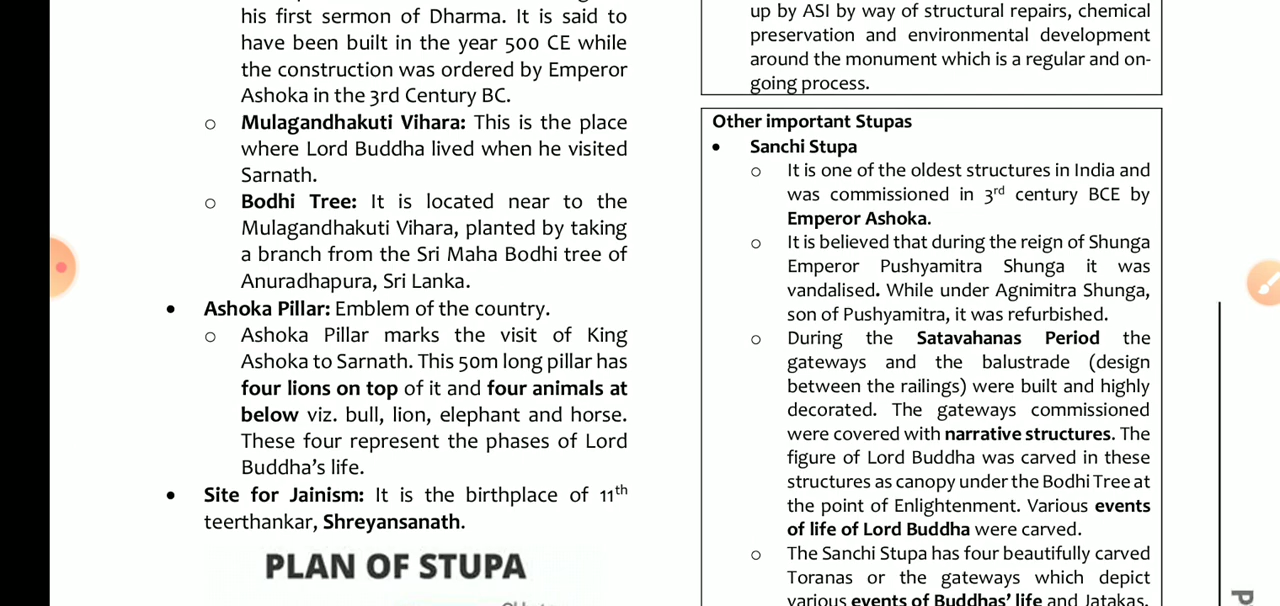 his first sermon of Dharma. It is said to
have been built in the year 500 CE while
the construction was ordered by Emperor
Ashoka in the 3rd Century BC.
o Mulagandhakuti Vihara: This is the place
where Lord Buddha lived when he visited
Sarnath.
o Bodhi Tree: It is located near to the
Mulagandhakuti Vihara, planted by taking
a branch from the Sri Maha Bodhi tree of
Anuradhapura, Sri Lanka.
• Ashoka Pillar: Emblem of the country.
o Ashoka Pillar marks the visit of King
Ashoka to Sarnath. This 50m long pillar has
four lions on top of it and four animals at
below viz. bull, lion, elephant and horse.
These four represent the phases of Lord
Buddha's life.
• Site for Jainism: It is the birthplace of 11th
teerthankar, Shreyansanath.
PLAN OF STUPA
up by ASI by way of structural repairs, chemical
preservation and environmental development
around the monument which is a regular and on-
going process.
Other important Stupas
• Sanchi Stupa
o It is one of the oldest structures in India and
was commissioned in 3rd century BCE by
Emperor Ashoka.
o It is believed that during the reign of Shunga
Emperor Pushyamitra Shunga it was
vandalised. While under Agnimitra Shunga,
son of Pushyamitra, it was refurbished.
o During the Satavahanas Period the
gateways and the balustrade (design
between the railings) were built and highly
decorated. The gateways commissioned
were covered with narrative structures. The
figure of Lord Buddha was carved in these
structures as canopy under the Bodhi Tree at
the point of Enlightenment. Various events
of life of Lord Buddha were carved.
o The Sanchi Stupa has four beautifully carved
Toranas or the gateways which depict
various events of Buddhas' life and Jatakas.